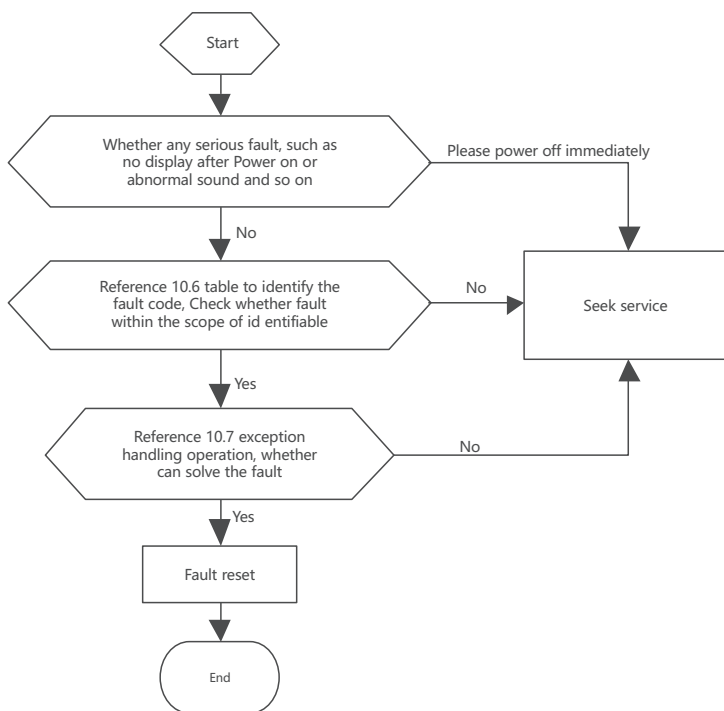 Start
Whether any serious fault, such as
no display after Power on or
abnormal sound and so on
Please power off immediately
No
Reference 10.6 table to identify the
fault code, Check whether fault
within the scope of id entifiable
No
Seek service
Yes
Reference 10.7 exception
handling operation, whether
can solve the fault
No
Yes
Fault reset
End